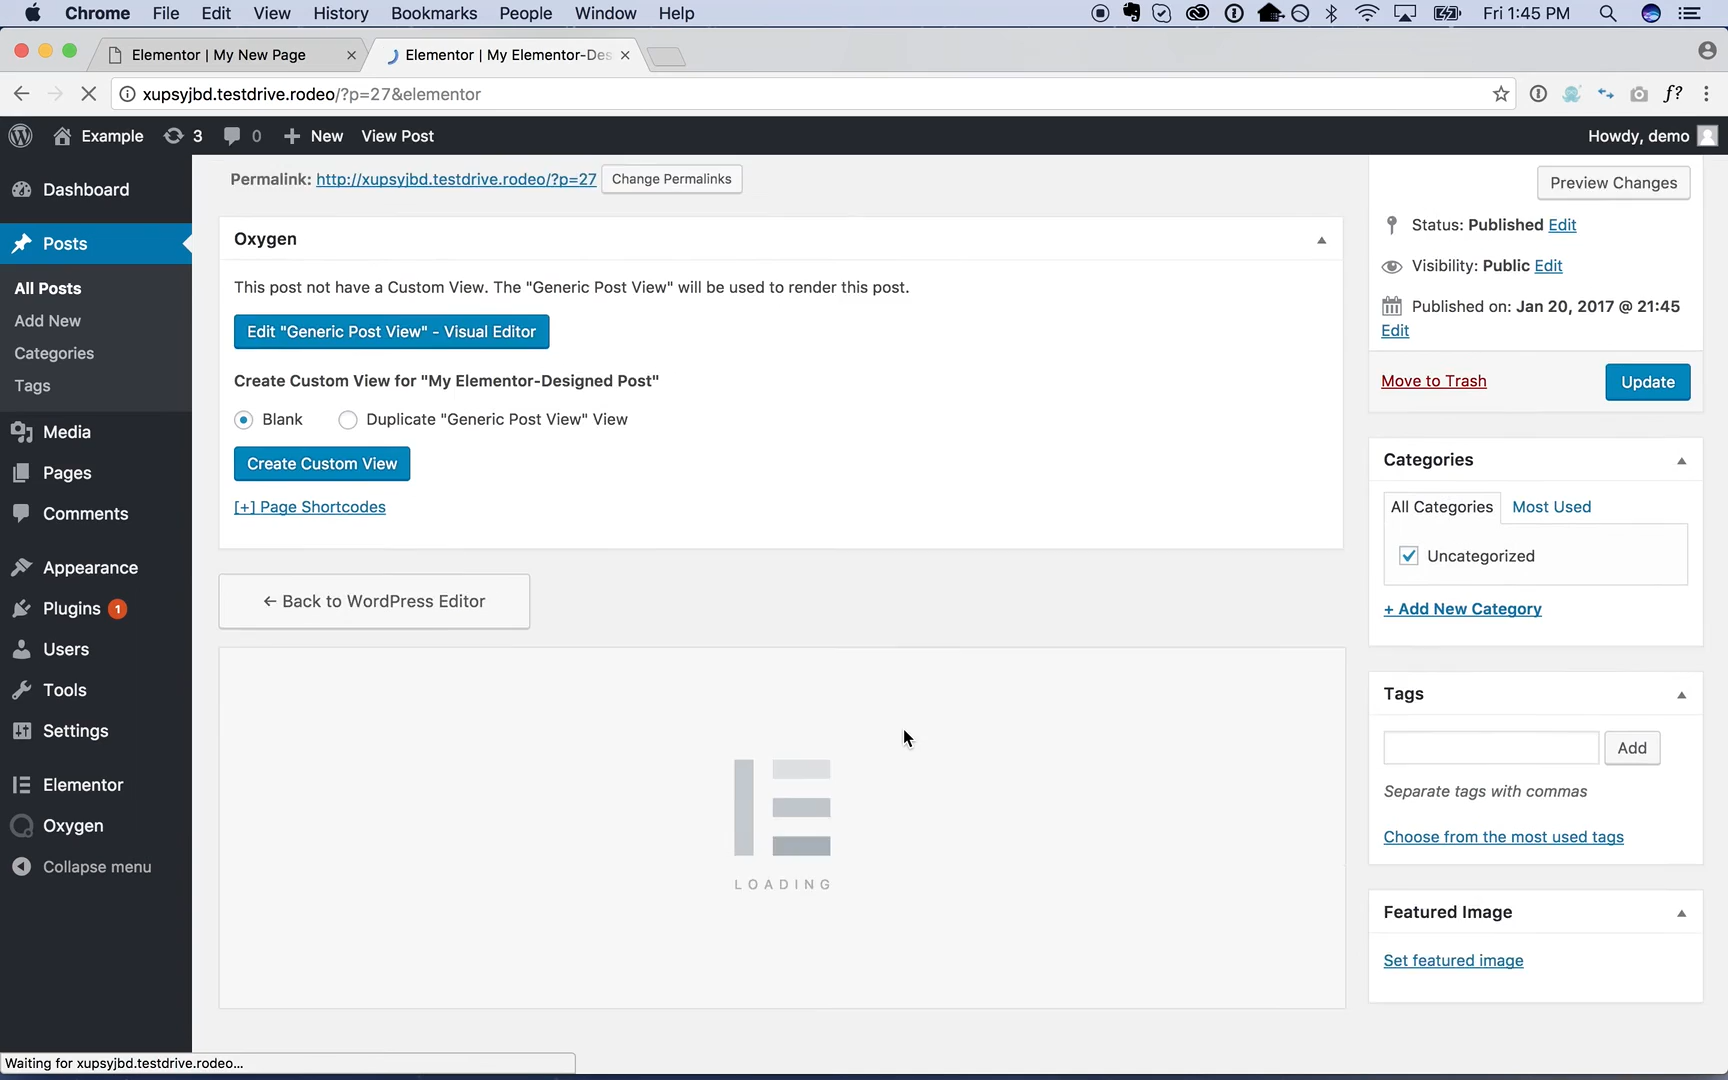 Chrome File Edit View History Bookmarks People Window Help Fri 1:45 PM
Elementor | My New Page
Elementor | My Elementor-Des
xupsyjbd.testdrive.rodeo/?p=27&elementor
f?
Example 3 0 New View Post Howdy, demo
Dashboard
Posts
All Posts
Add New
Categories
Tags
Media
Pages
Comments
Appearance
Plugins 1
Users
Tools
Settings
Elementor
Oxygen
Collapse menu
Permalink: http://xupsyjbd.testdrive.rodeo/?p=27 Change Permalinks
Oxygen
This post not have a Custom View. The "Generic Post View" will be used to render this post.
Edit "Generic Post View" - Visual Editor
Create Custom View for "My Elementor-Designed Post"
Blank Duplicate "Generic Post View" View
Create Custom View
[+] Page Shortcodes
← Back to WordPress Editor
LOADING
Preview Changes
Status: Published Edit
Visibility: Public Edit
Published on: Jan 20, 2017 @ 21:45
Edit
Move to Trash Update
Categories
All Categories Most Used
Uncategorized
+ Add New Category
Tags
Add
Separate tags with commas
Choose from the most used tags
Featured Image
Set featured image
Waiting for xupsyjbd.testdrive.rodeo...